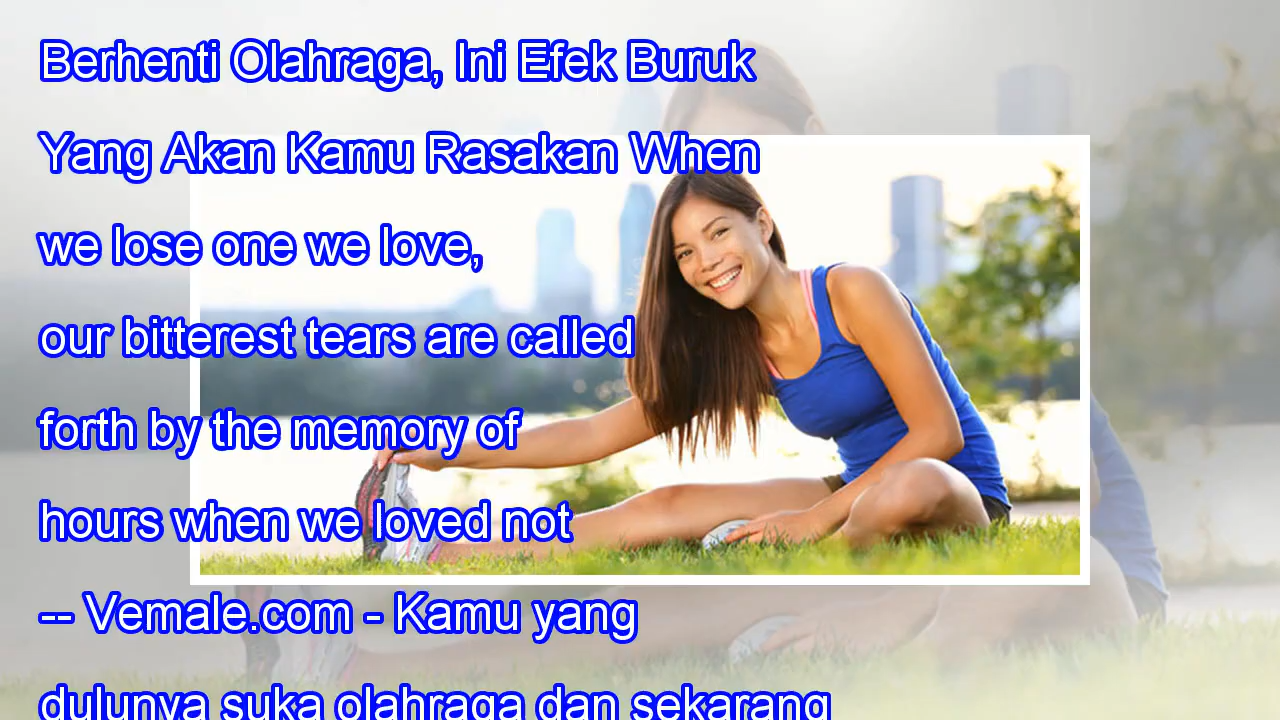 Berhenti Olahraga, Ini Efek Buruk
Yang Akan Kamu Rasakan When
we lose one we love,
our bitterest tears are called
forth by the memory of
hours when we loved not
-- Vemale.com - Kamu yang
dulunya suka olahraga dan sekarang